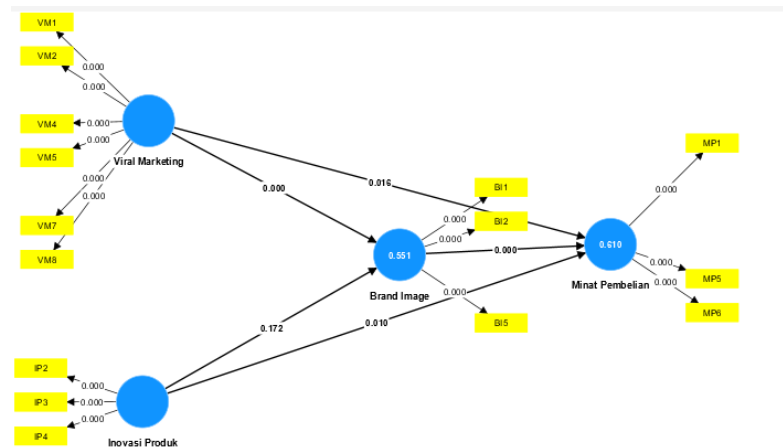 VM1
VM2
0.000
0.000
VM4
0.000
VM5
0.000
Viral Marketing
0.000
0.000
VM7
VM8
0.000
0.016
MP1
0.000
BI1
0.000
BI2
0.000
0.551
0.000
0.610
Brand Image
Minat Pembelian
0.000
MP5
0.000
MP6
0.000
BI5
0.172
0.010
IP2
0.000
IP3
0.000
IP4
0.000
Inovasi Produk